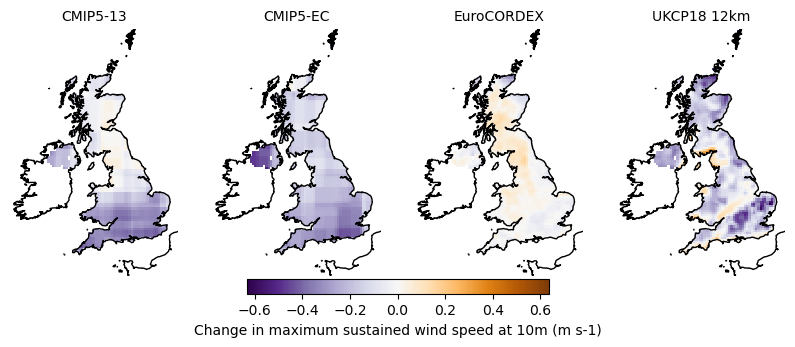 CMIP5-13 CMIP5-EC EuroCORDEX UKCP18 12km
−0.6 −0.4 −0.2 0.0 0.2 0.4 0.6
Change in maximum sustained wind speed at 10m (m s-1)